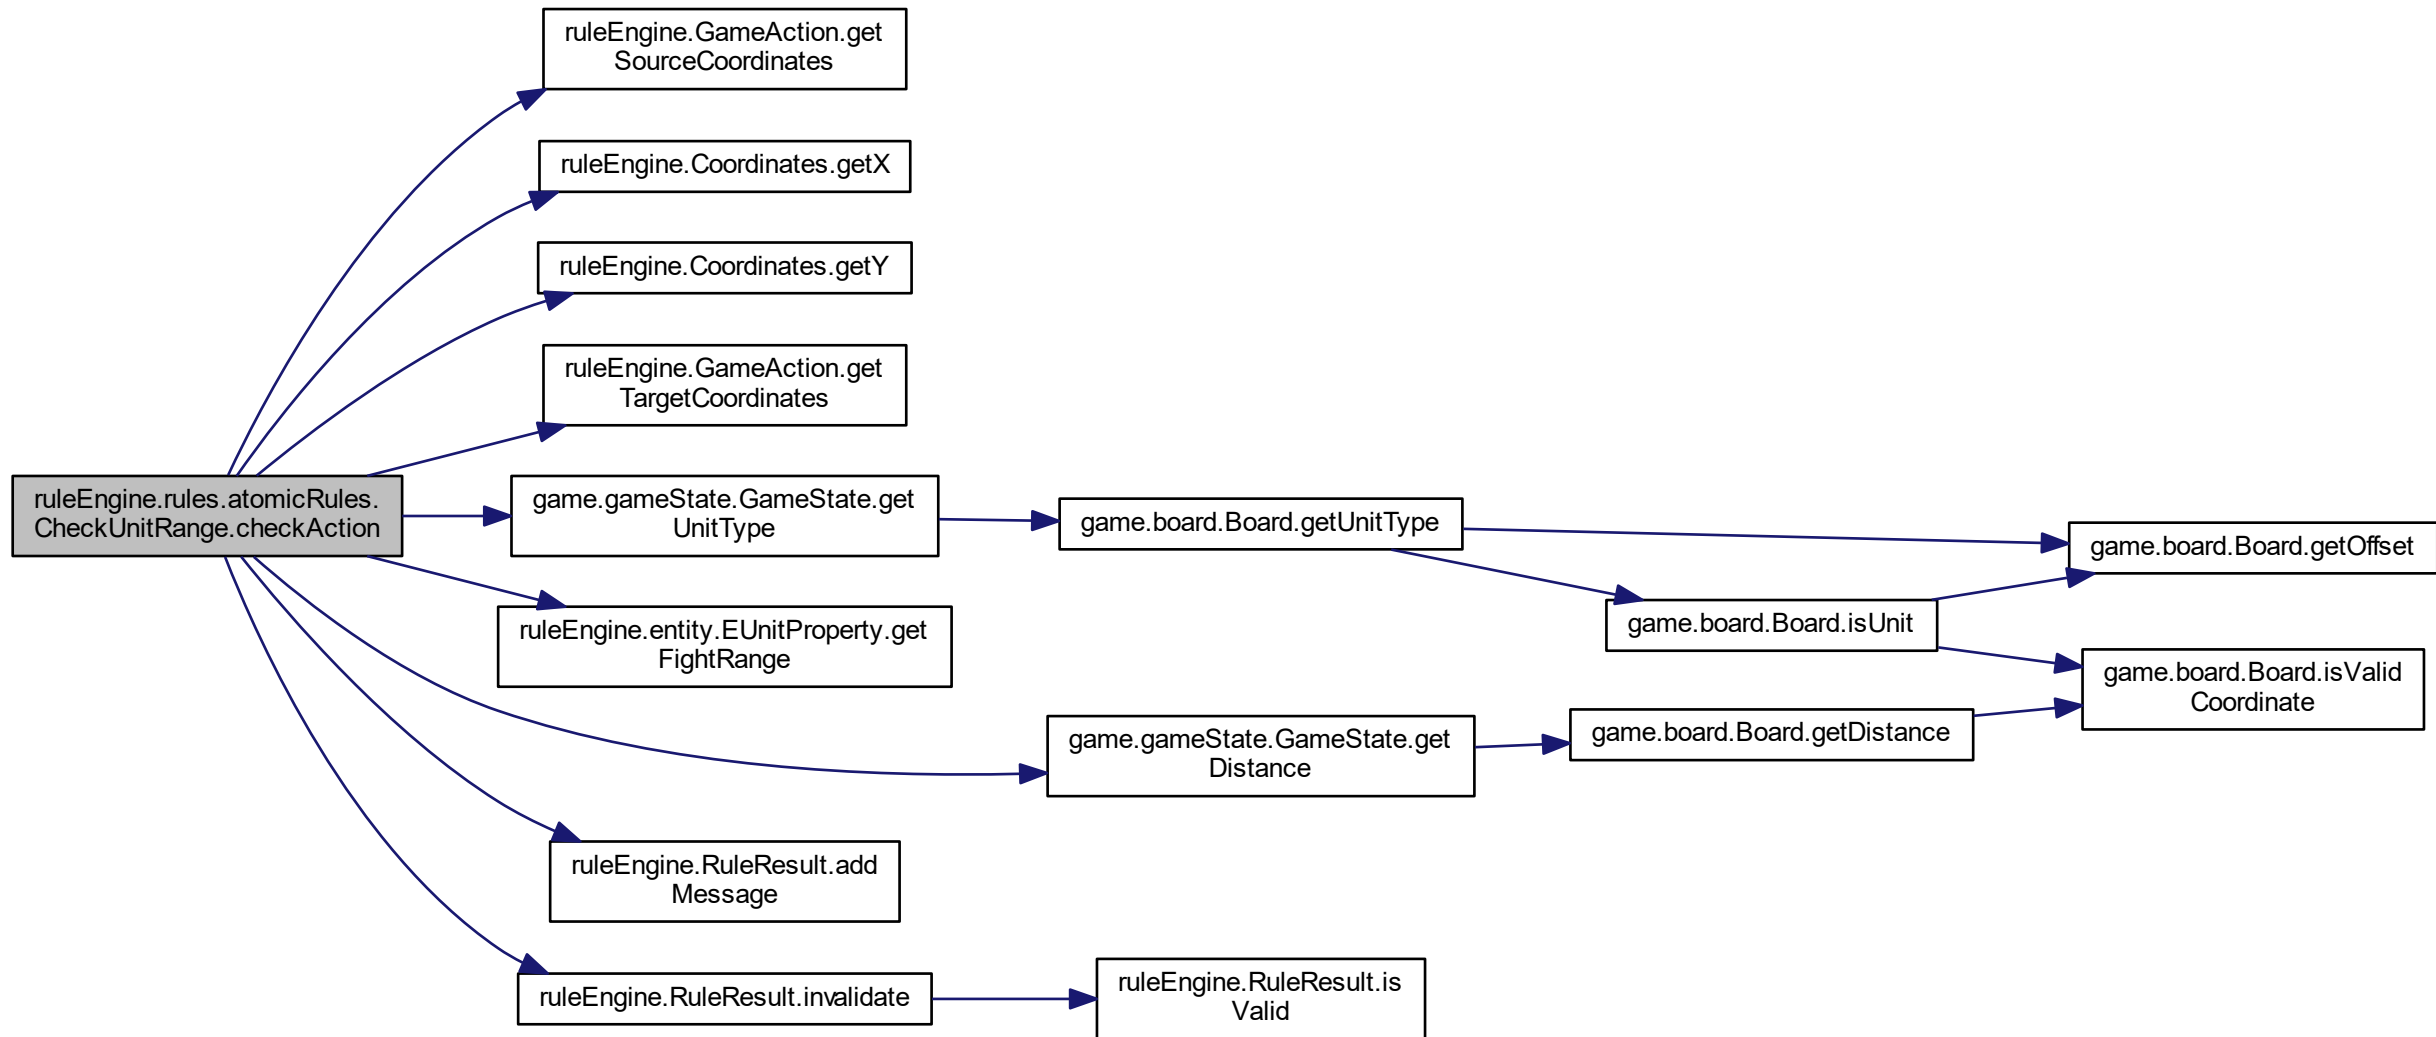 ruleEngine.GameAction.get
SourceCoordinates
ruleEngine.Coordinates.getX
ruleEngine.Coordinates.getY
ruleEngine.GameAction.get
TargetCoordinates
ruleEngine.rules.atomicRules.
CheckUnitRange.checkAction
game.gameState.GameState.get
UnitType
game.board.Board.getUnitType
game.board.Board.getOffset
game.board.Board.isUnit
ruleEngine.entity.EUnitProperty.get
FightRange
game.board.Board.isValid
Coordinate
game.gameState.GameState.get
Distance
game.board.Board.getDistance
ruleEngine.RuleResult.add
Message
ruleEngine.RuleResult.invalidate
ruleEngine.RuleResult.is
Valid